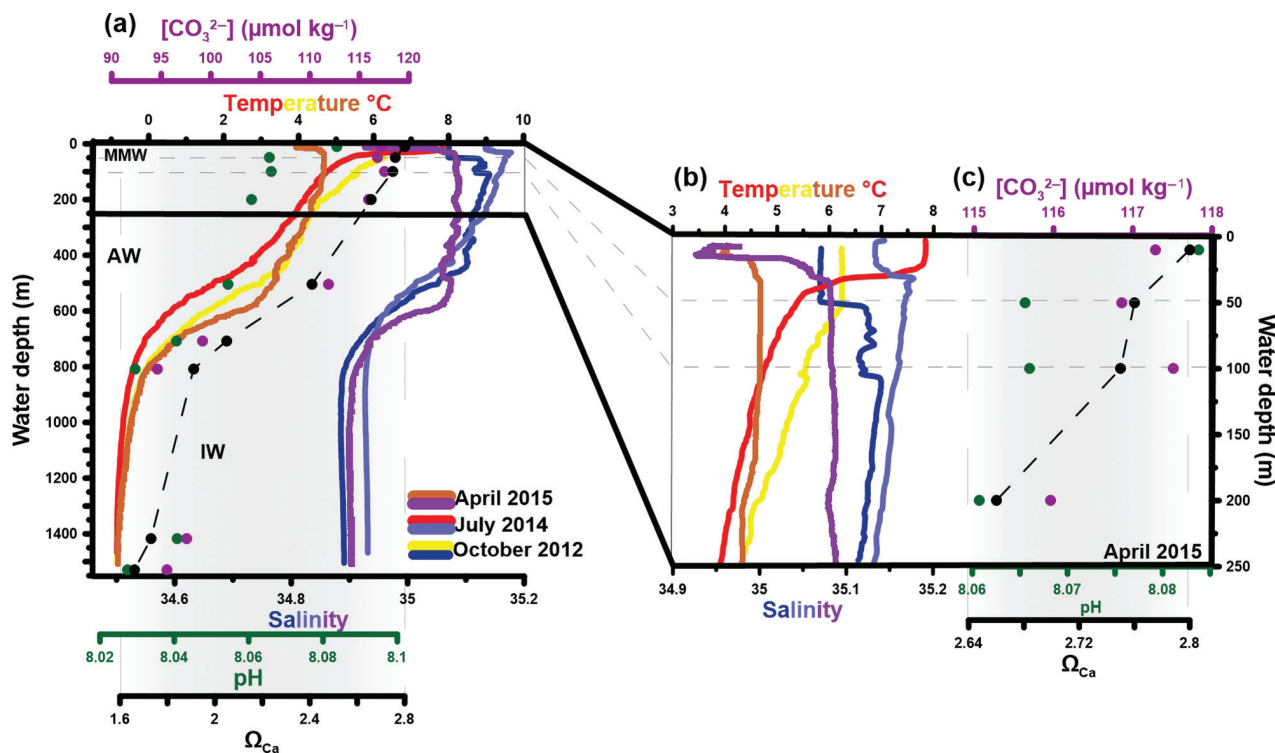 (a)
[CO₃²⁻] (µmol kg⁻¹)
90 95 100 105 110 115 120
Temperature °C
0 2 4 6 8 10
Water depth (m)
0
200
400
600
800
1000
1200
1400
MMW
AW
IW
April 2015
July 2014
October 2012
34.6 34.8 35 35.2
Salinity
8.02 8.04 8.06 8.08 8.1
pH
1.6 2 2.4 2.8
ΩCa
(b)
Temperature °C
3 4 5 6 7 8
34.9 35 35.1 35.2
Salinity
(c)
[CO₃²⁻] (µmol kg⁻¹)
115 116 117 118
0
50
100
150
200
250
Water depth (m)
April 2015
8.06 8.07 8.08
pH
2.64 2.72 2.8
ΩCa